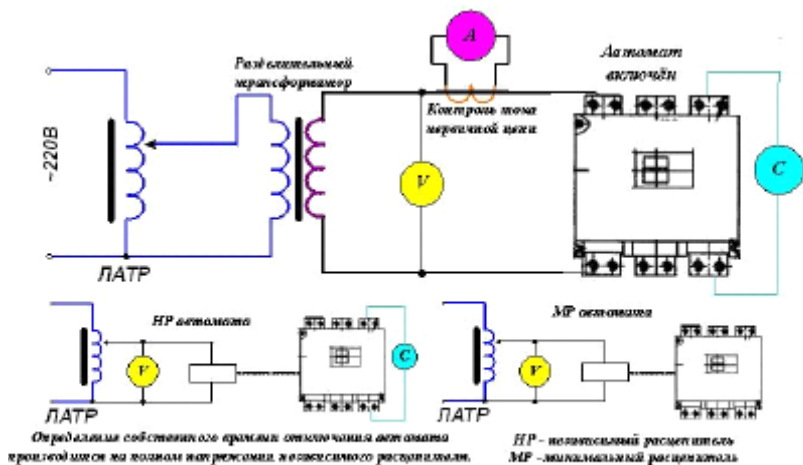 Разделительный
трансформатор
А
Автомат
включён
Контроль тока
первичной цепи
~220В
V
С
ЛАТР
НР автомата
МР автомата
V
С
V
ЛАТР
ЛАТР
Определение собственного времени отключания автомата
производится на полном напряжении независимого расцепителя.
НР - независимый расцепитель
МР - минимальный расцепитель